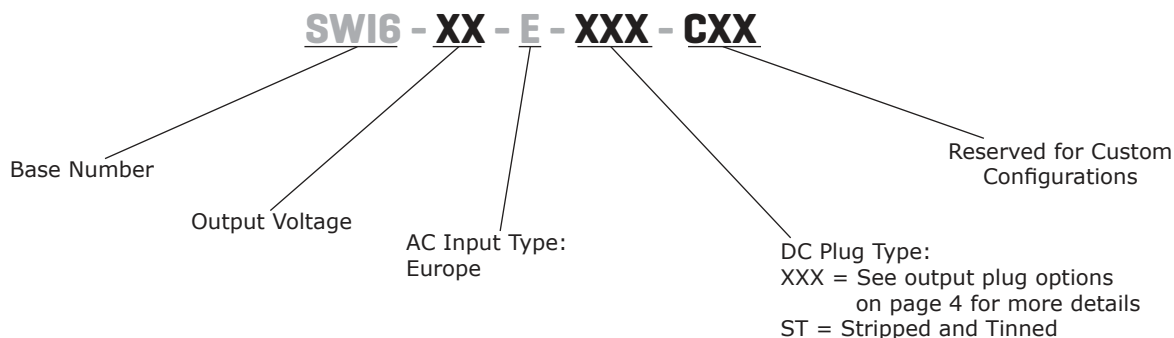 SWI6 - XX - E - XXX - CXX
Base Number
Output Voltage
AC Input Type:
Europe
DC Plug Type:
XXX = See output plug options
on page 4 for more details
ST = Stripped and Tinned
Reserved for Custom
Configurations